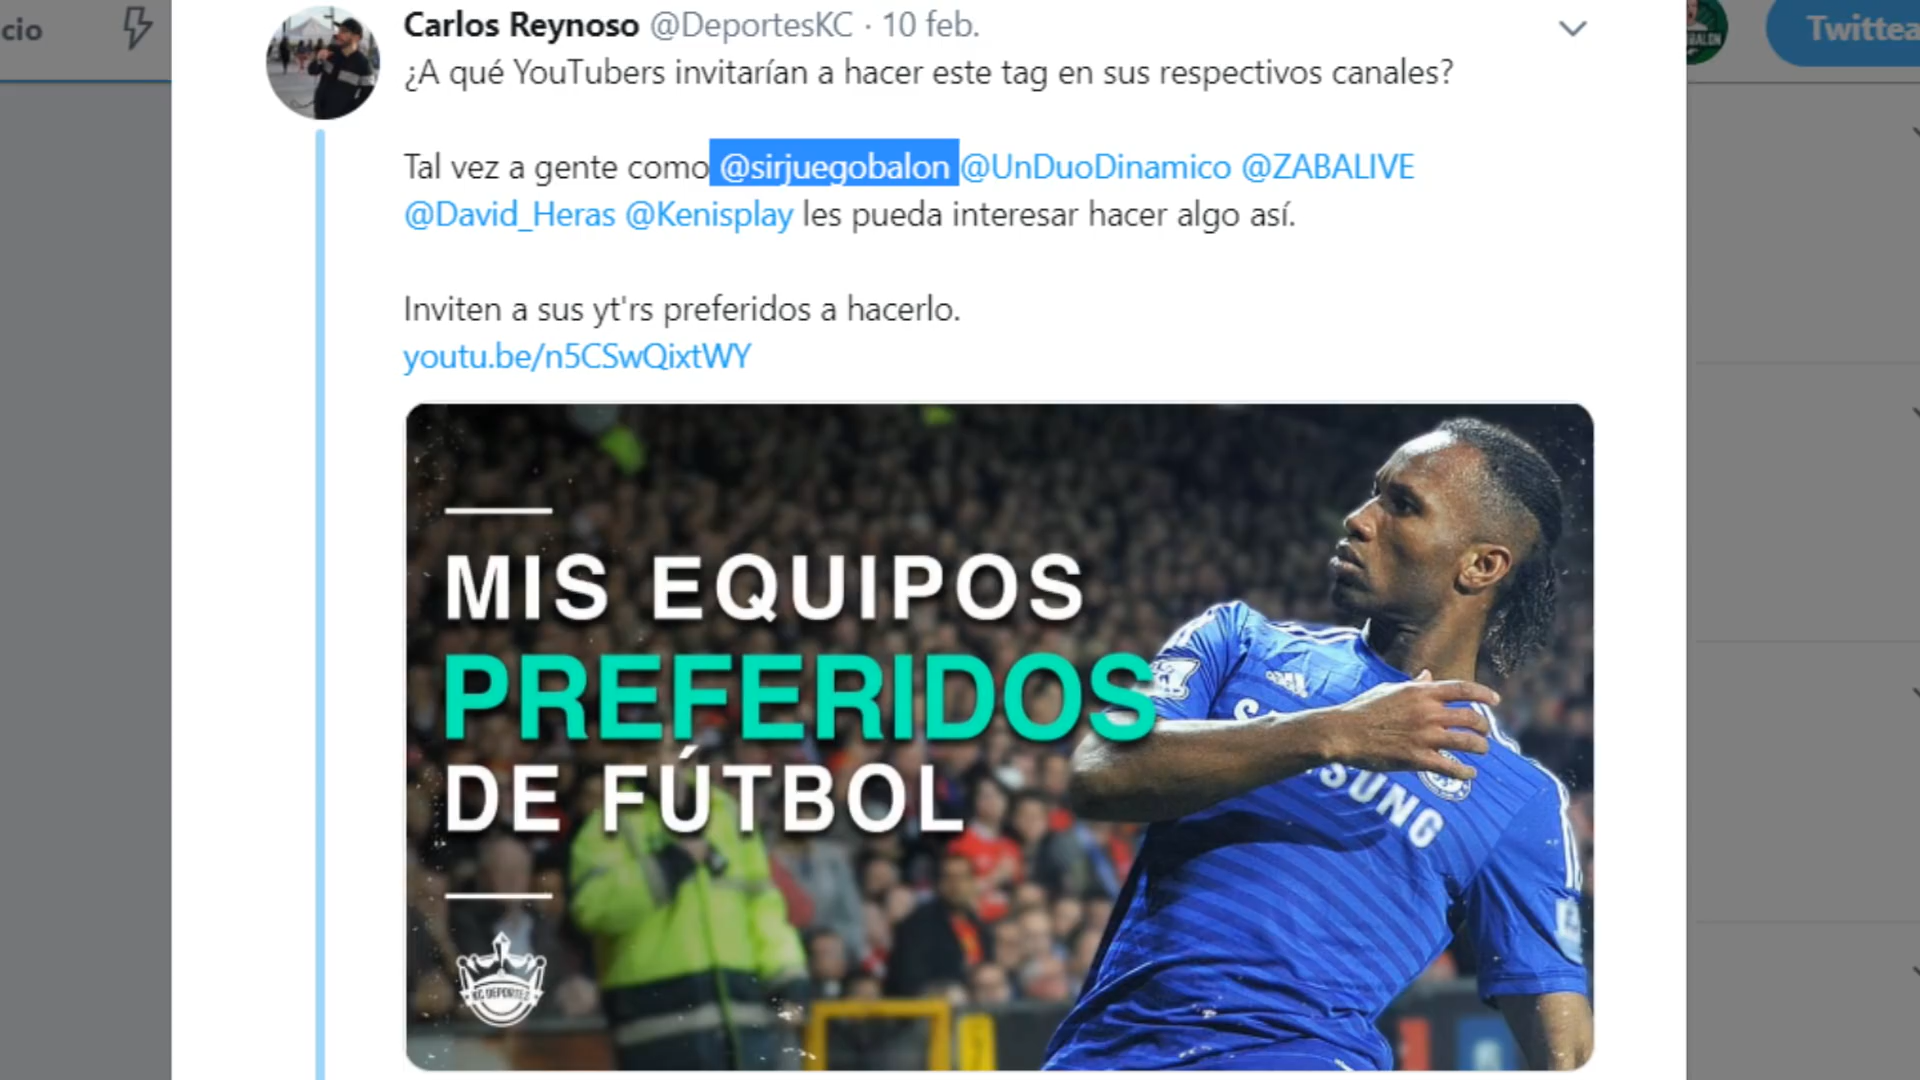 cio
Twittea
Carlos Reynoso @DeportesKC · 10 feb.
¿A qué YouTubers invitarían a hacer este tag en sus respectivos canales?
Tal vez a gente como @sirjuegobalon @UnDuoDinamico @ZABALIVE
@David_Heras @Kenisplay les pueda interesar hacer algo así.
Inviten a sus yt'rs preferidos a hacerlo.
youtu.be/n5CSwQixtWY
MIS EQUIPOS
PREFERIDOS
DE FÚTBOL
KC DEPORTES